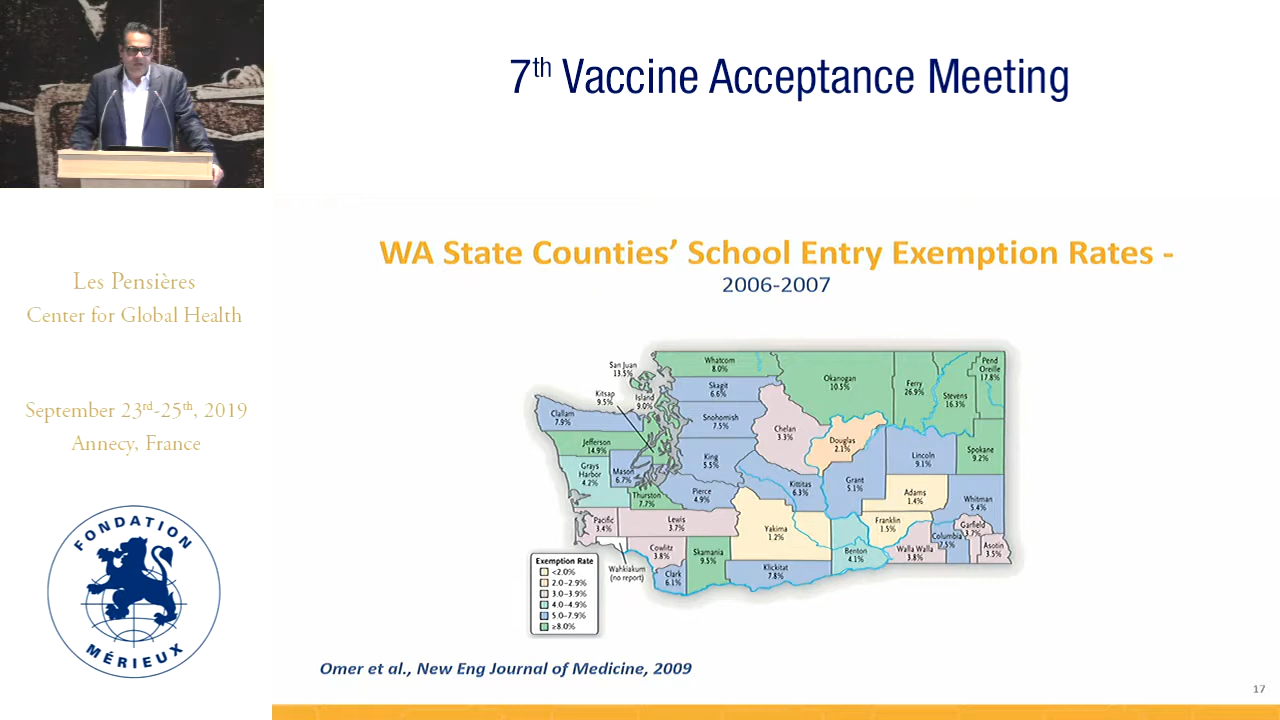 7th Vaccine Acceptance Meeting
Les Pensières
Center for Global Health
September 23rd-25th, 2019
Annecy, France
FONDATION
MÉRIEUX
WA State Counties' School Entry Exemption Rates -
2006-2007
San Juan
13.5%
Whatcom
8.0%
Skagit
6.6%
Okanogan
10.5%
Ferry
26.9%
Stevens
16.3%
Pend
Oreille
17.8%
Kitsap
9.5%
Island
9.0%
Clallam
7.9%
Snohomish
7.5%
Chelan
3.3%
Douglas
2.1%
Jefferson
14.9%
King
5.5%
Lincoln
9.1%
Spokane
9.2%
Grays
Harbor
4.2%
Mason
6.7%
Kittitas
6.3%
Grant
5.1%
Thurston
7.7%
Pierce
4.9%
Adams
1.4%
Whitman
5.4%
Pacific
3.4%
Lewis
3.7%
Yakima
1.2%
Franklin
1.5%
Garfield
3.7%
Columbia
7.5%
Asotin
3.5%
Walla Walla
3.8%
Benton
4.1%
Cowlitz
3.8%
Skamania
9.5%
Wahkiakum
(no report)
Clark
6.1%
Klickitat
7.8%
Exemption Rate
<2.0%
2.0–2.9%
3.0–3.9%
4.0–4.9%
5.0–7.9%
≥8.0%
Omer et al., New Eng Journal of Medicine, 2009
17